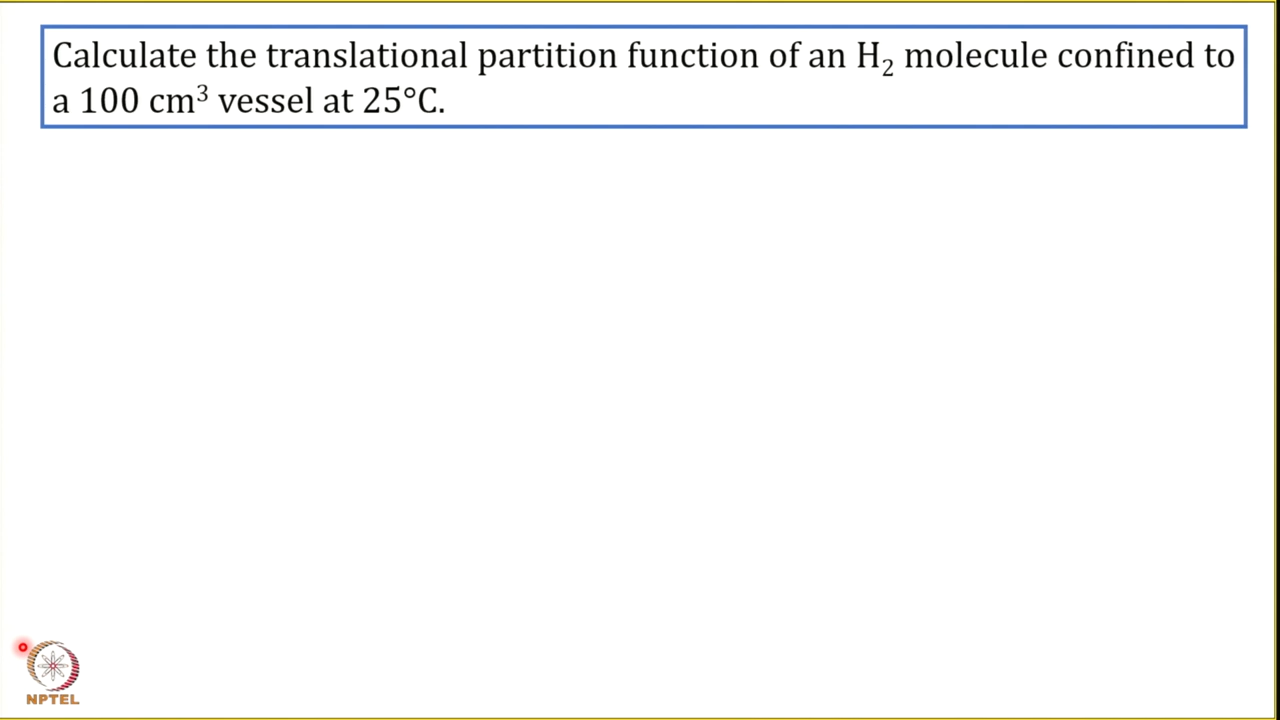 Calculate the translational partition function of an H₂ molecule confined to
a 100 cm³ vessel at 25°C.
NPTEL